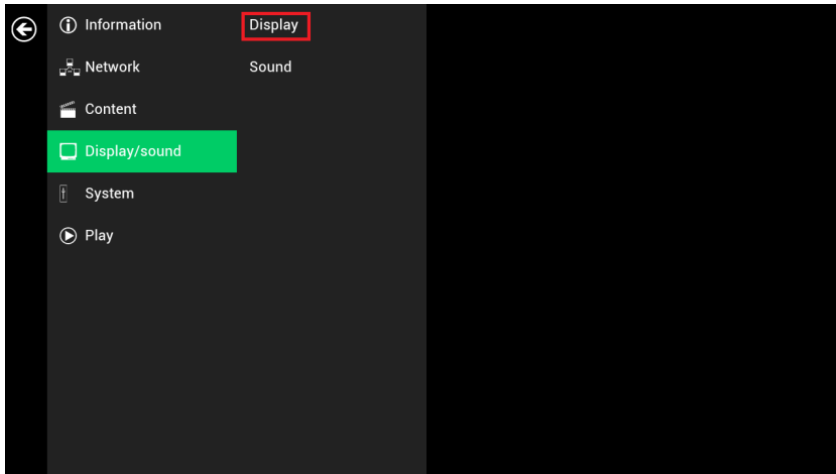 Information
Network
Content
Display/sound
System
Play
Display
Sound